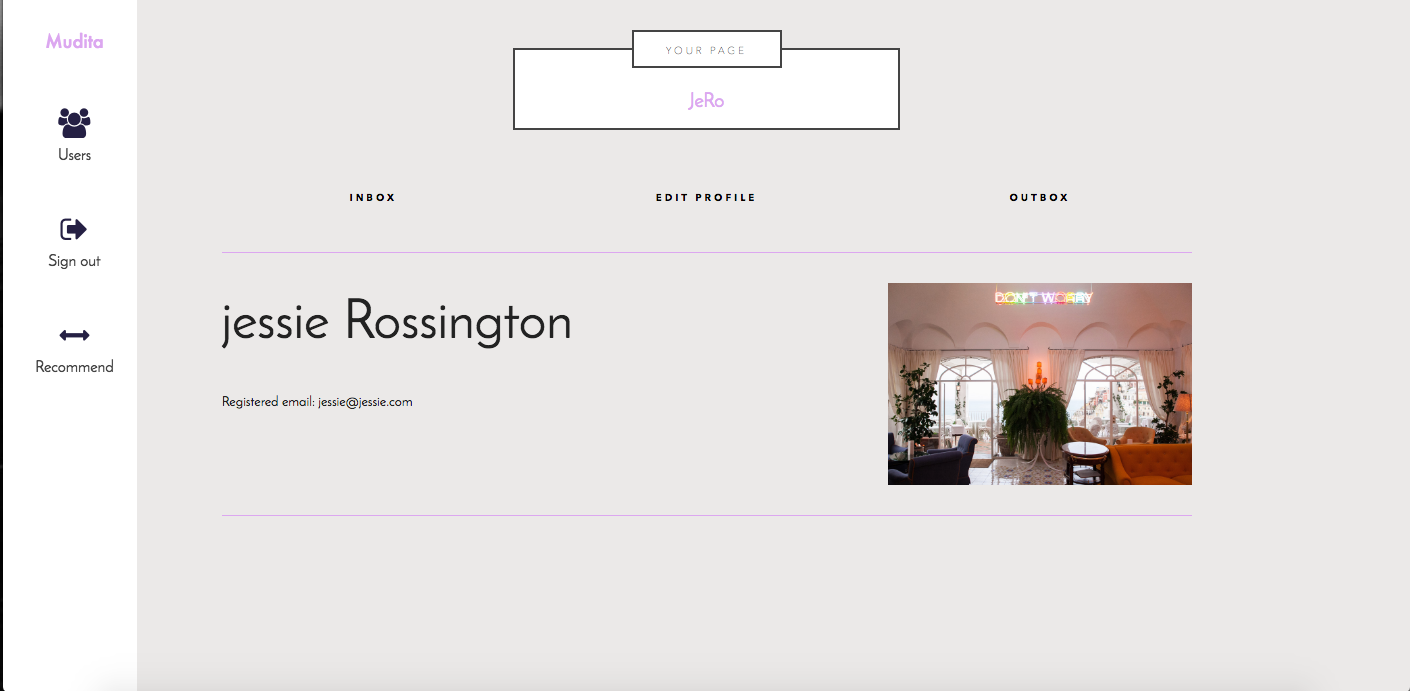 Mudita
Users
Sign out
Recommend
YOUR PAGE
JeRo
INBOX EDIT PROFILE OUTBOX
jessie Rossington
Registered email: jessie@jessie.com
DON'T WORRY